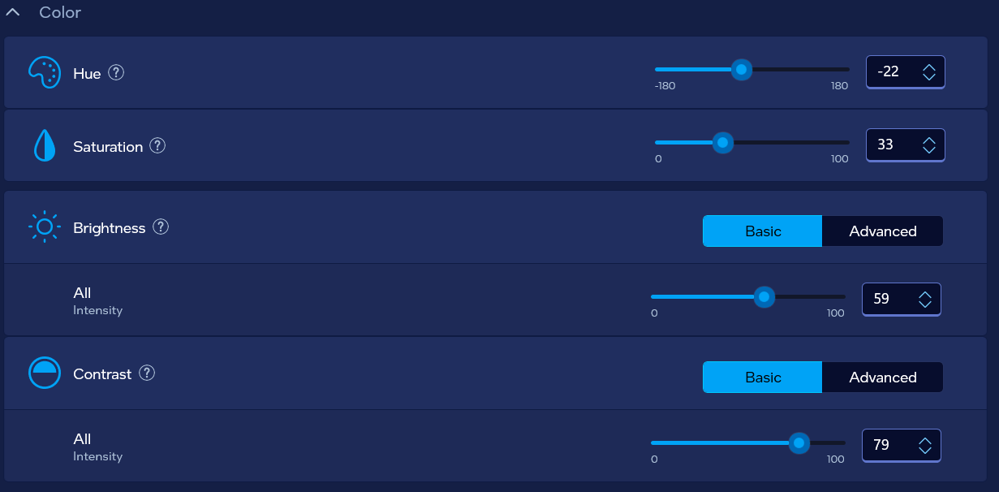 Color
Hue ?
-180 180
-22
Saturation ?
0 100
33
Brightness ?
Basic Advanced
All
Intensity
0 100
59
Contrast ?
Basic Advanced
All
Intensity
0 100
79